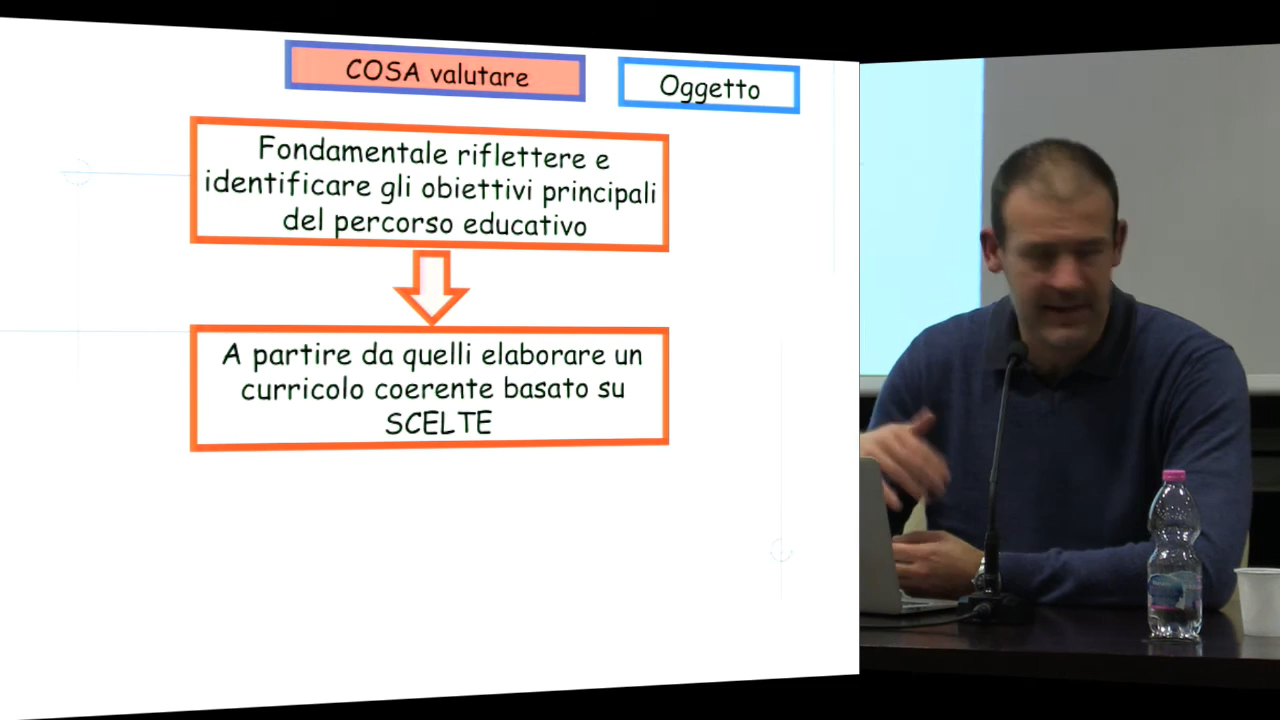 COSA valutare
Oggetto
Fondamentale riflettere e
identificare gli obiettivi principali
del percorso educativo
A partire da quelli elaborare un
curricolo coerente basato su
SCELTE